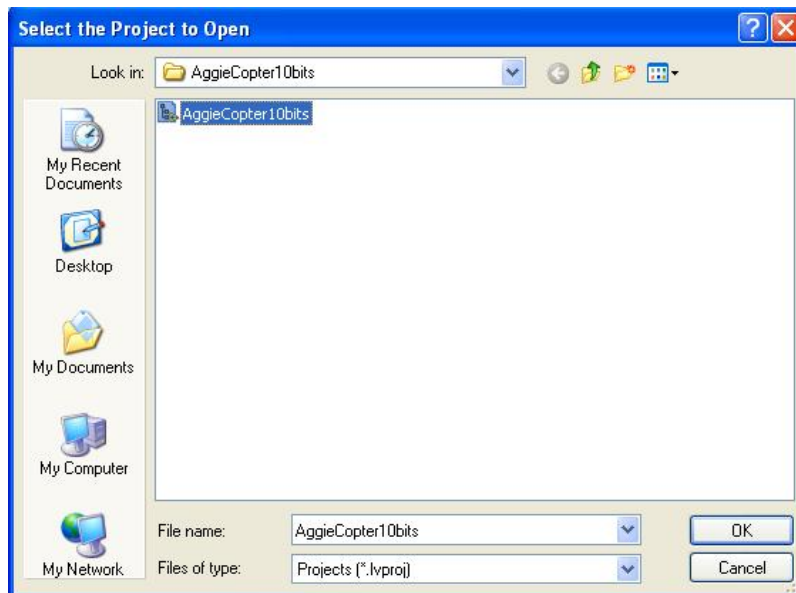 Select the Project to Open
Look in: AggieCopter10bits
AggieCopter10bits
My Recent
Documents
Desktop
My Documents
My Computer
My Network
File name: AggieCopter10bits OK
Files of type: Projects (*.lvproj) Cancel